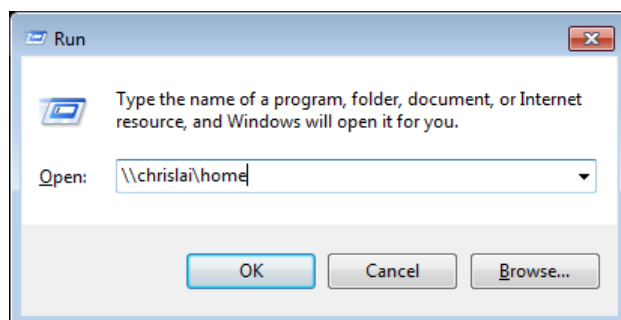 Run
Type the name of a program, folder, document, or Internet
resource, and Windows will open it for you.
Open: \\chrislai\home
OK Cancel Browse...